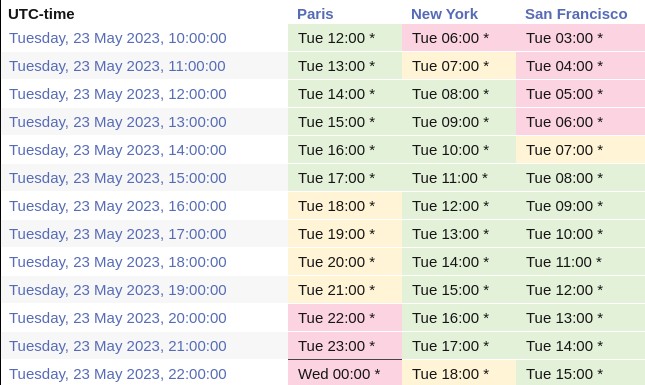 UTC-time Paris New York San Francisco
Tuesday, 23 May 2023, 10:00:00 Tue 12:00 * Tue 06:00 * Tue 03:00 *
Tuesday, 23 May 2023, 11:00:00 Tue 13:00 * Tue 07:00 * Tue 04:00 *
Tuesday, 23 May 2023, 12:00:00 Tue 14:00 * Tue 08:00 * Tue 05:00 *
Tuesday, 23 May 2023, 13:00:00 Tue 15:00 * Tue 09:00 * Tue 06:00 *
Tuesday, 23 May 2023, 14:00:00 Tue 16:00 * Tue 10:00 * Tue 07:00 *
Tuesday, 23 May 2023, 15:00:00 Tue 17:00 * Tue 11:00 * Tue 08:00 *
Tuesday, 23 May 2023, 16:00:00 Tue 18:00 * Tue 12:00 * Tue 09:00 *
Tuesday, 23 May 2023, 17:00:00 Tue 19:00 * Tue 13:00 * Tue 10:00 *
Tuesday, 23 May 2023, 18:00:00 Tue 20:00 * Tue 14:00 * Tue 11:00 *
Tuesday, 23 May 2023, 19:00:00 Tue 21:00 * Tue 15:00 * Tue 12:00 *
Tuesday, 23 May 2023, 20:00:00 Tue 22:00 * Tue 16:00 * Tue 13:00 *
Tuesday, 23 May 2023, 21:00:00 Tue 23:00 * Tue 17:00 * Tue 14:00 *
Tuesday, 23 May 2023, 22:00:00 Wed 00:00 * Tue 18:00 * Tue 15:00 *